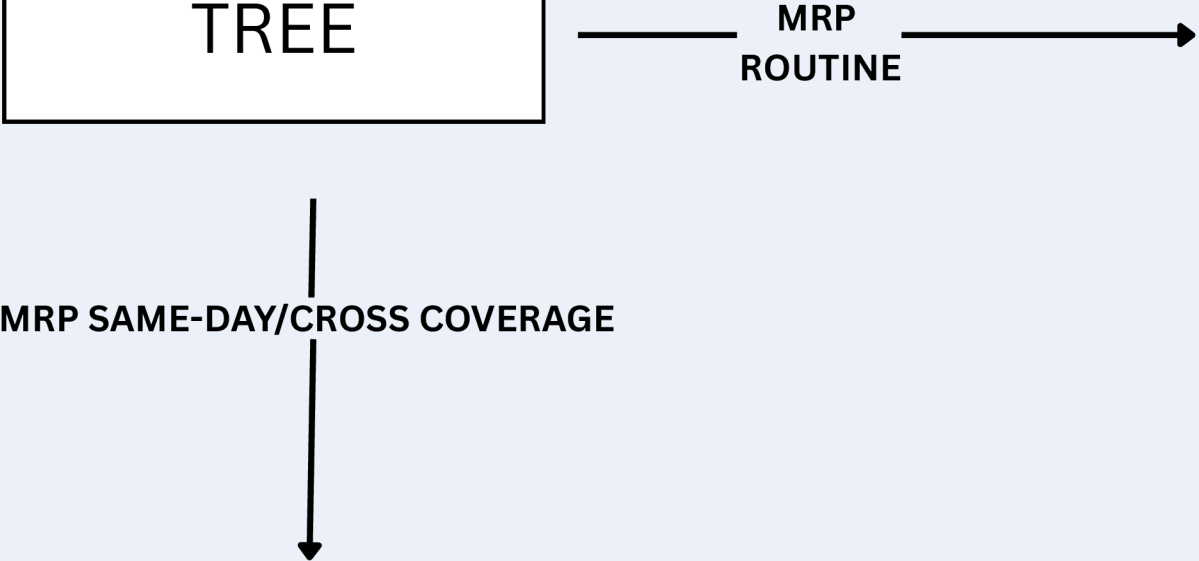 TREE
MRP
ROUTINE
MRP SAME-DAY/CROSS COVERAGE